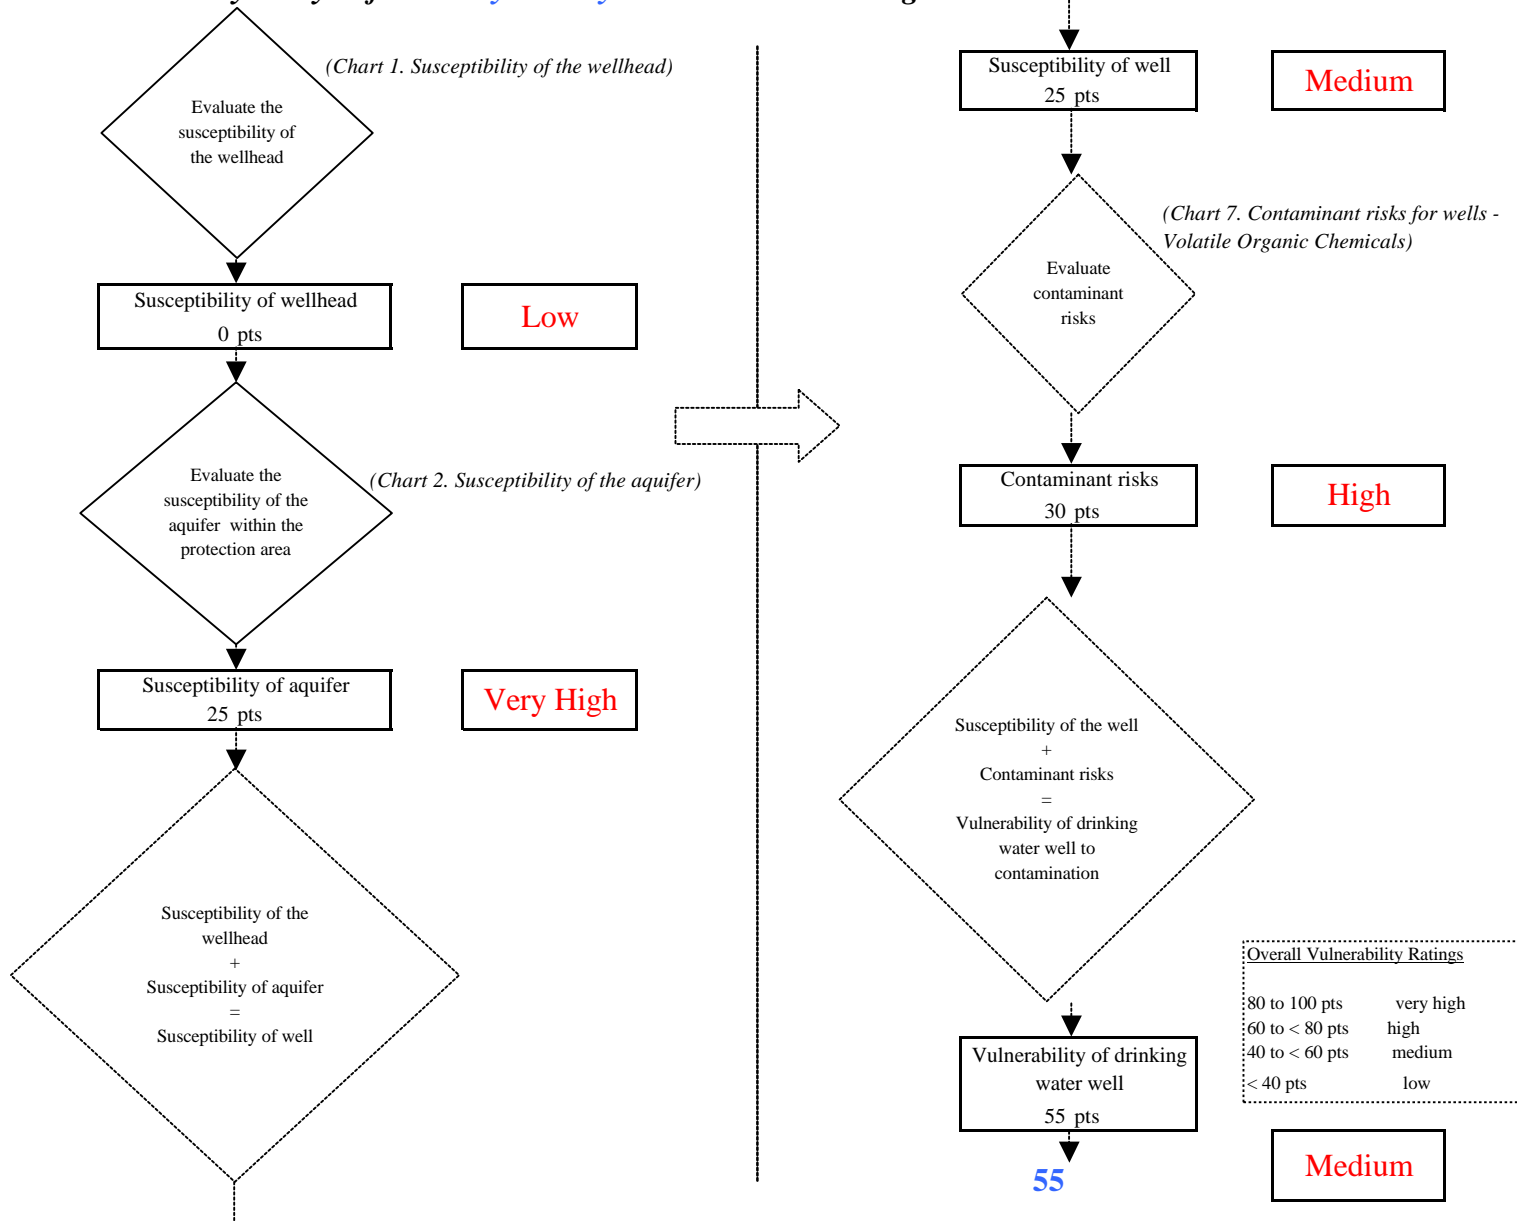 (Chart 1. Susceptibility of the wellhead)
Evaluate the
susceptibility of
the wellhead
Susceptibility of wellhead
0 pts
Low
Evaluate the
susceptibility of the
aquifer within the
protection area
(Chart 2. Susceptibility of the aquifer)
Susceptibility of aquifer
25 pts
Very High
Susceptibility of the
wellhead
+
Susceptibility of aquifer
=
Susceptibility of well
Susceptibility of well
25 pts
Medium
(Chart 7. Contaminant risks for wells -
Volatile Organic Chemicals)
Evaluate
contaminant
risks
Contaminant risks
30 pts
High
Susceptibility of the well
+
Contaminant risks
=
Vulnerability of drinking
water well to
contamination
Overall Vulnerability Ratings
80 to 100 pts very high
60 to < 80 pts high
40 to < 60 pts medium
< 40 pts low
Vulnerability of drinking
water well
55 pts
55
Medium